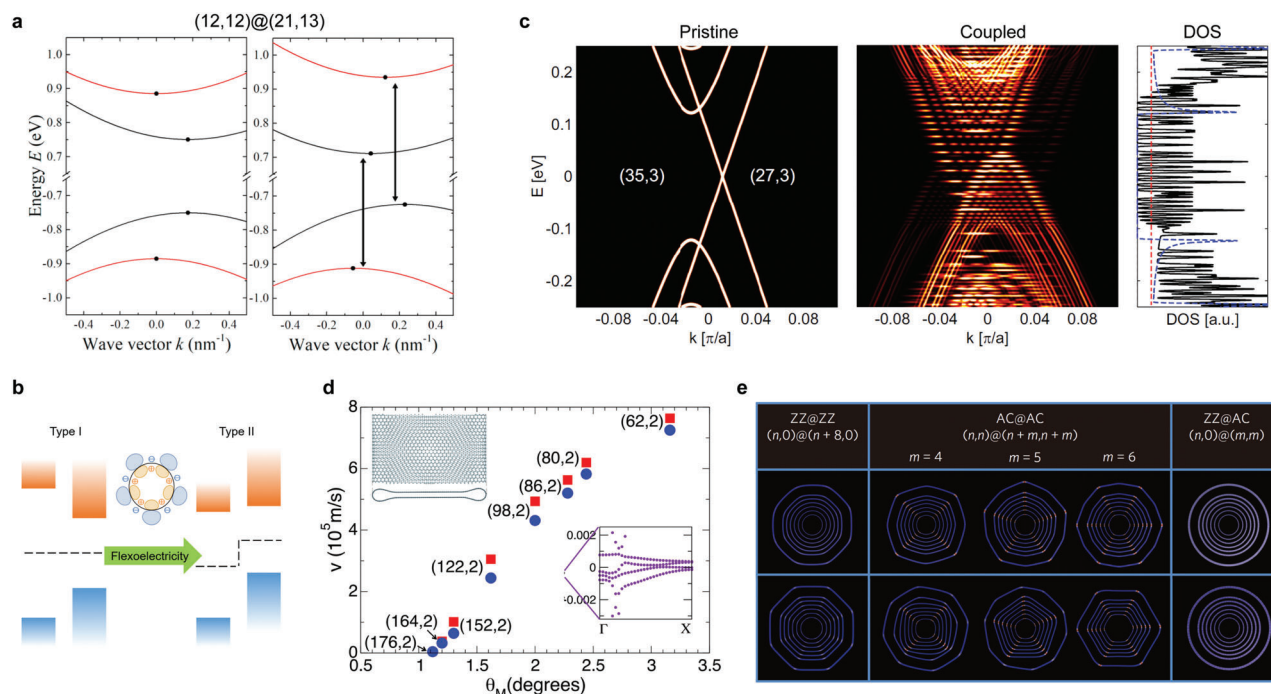 a
(12,12)@(21,13)
Energy E (eV)
1.0
0.9
0.8
0.7
-0.7
-0.8
-0.9
-1.0
-0.4 -0.2 0.0 0.2 0.4
-0.4 -0.2 0.0 0.2 0.4
Wave vector k (nm⁻¹)
Wave vector k (nm⁻¹)
c
Pristine
Coupled
DOS
E [eV]
0.2
0.1
0
-0.1
-0.2
(35,3)
(27,3)
-0.08 -0.04 0 0.04 0.08
-0.08 -0.04 0 0.04 0.08
k [π/a]
k [π/a]
DOS [a.u.]
b
Type I
Type II
Flexoelectricity
d
v (10⁵m/s)
8
6
4
2
0
(62,2)
(80,2)
(86,2)
(98,2)
(122,2)
(164,2)
(152,2)
(176,2)
0.002
0
-0.002
Γ X
0.5 1 1.5 2 2.5 3 3.5
θM(degrees)
e
ZZ@ZZ
(n,0)@(n + 8,0)
AC@AC
(n,n)@(n + m,n + m)
m = 4 m = 5 m = 6
ZZ@AC
(n,0)@(m,m)